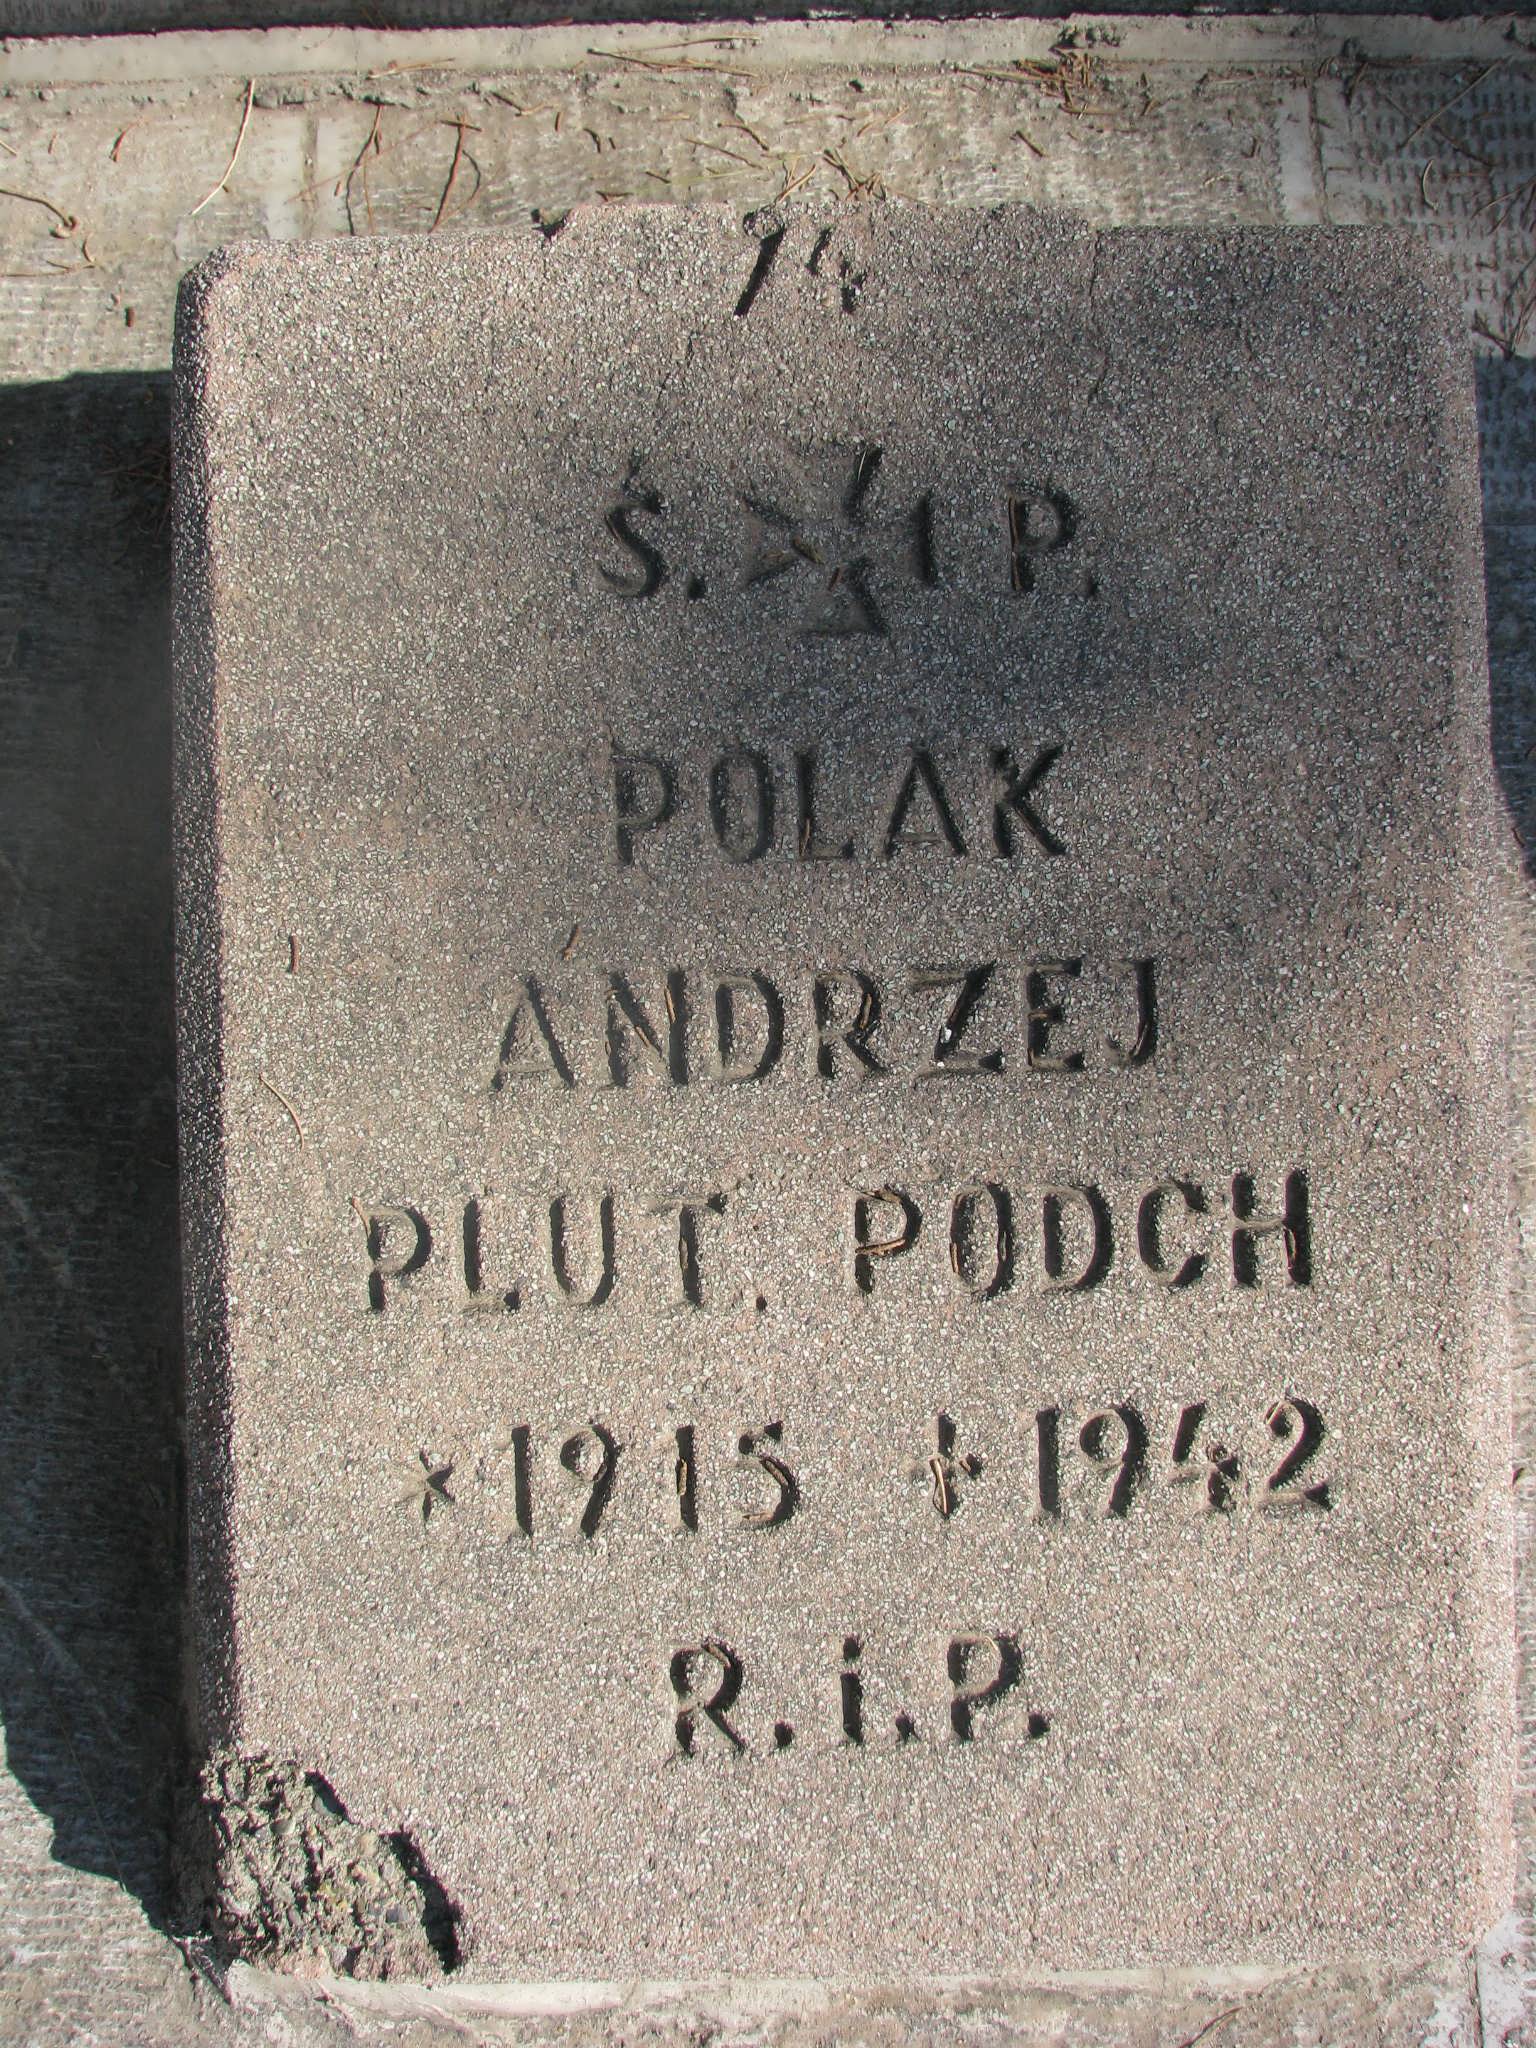 74
Ś. I P.
POLAK
ANDRZEJ
PLUT. PODCH
*1915 +1942
R.i.P.